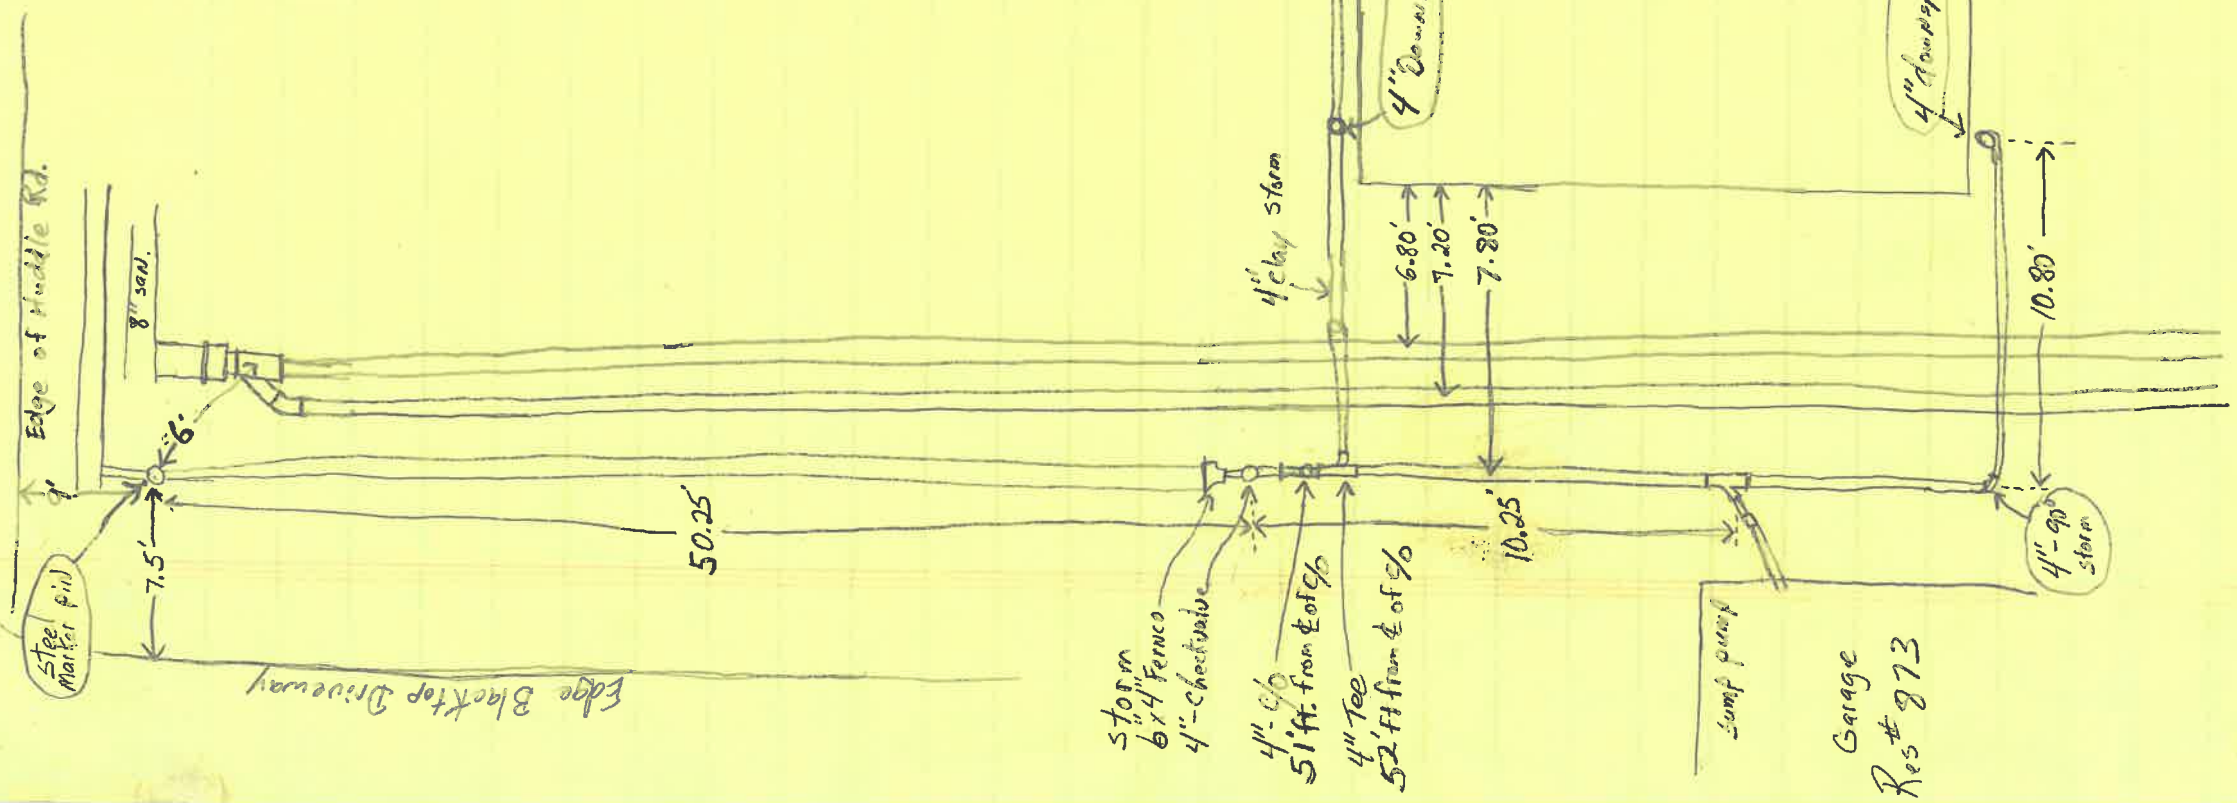 Edge of Huddle Rd.
9'
Steel
Marker pin
7.5'
6'
8" san.
Edge Blacktop Driveway
50.25'
storm
6"x4" Fernco
4"-Checkvalve
4"-c/o
51' ft. from ℄ of c/o
4" Tee
52' ft from ℄ of c/o
10.25'
4" clay storm
4" Down
6.80'
7.20'
7.80'
4" downsp
10.80'
4"-90°
storm
sump pump
Garage
Res# 873